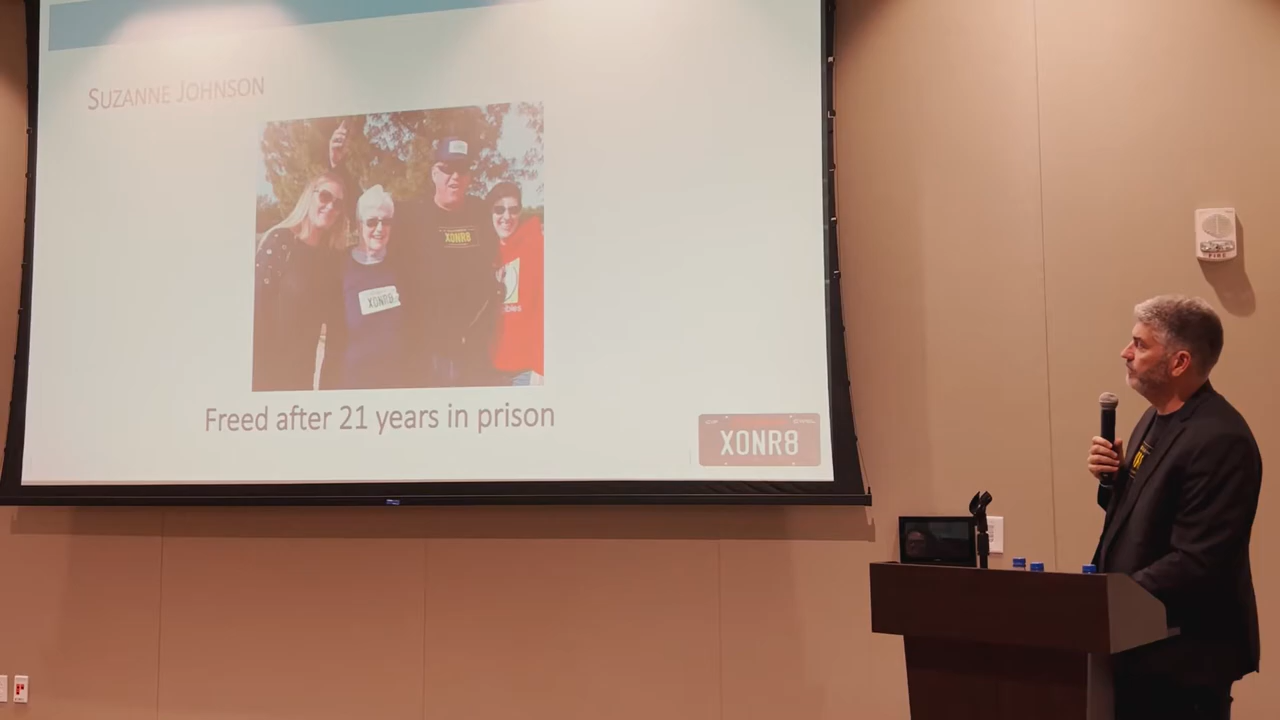 SUZANNE JOHNSON
XONR8
XONR8
Freed after 21 years in prison
XONR8
FIRE